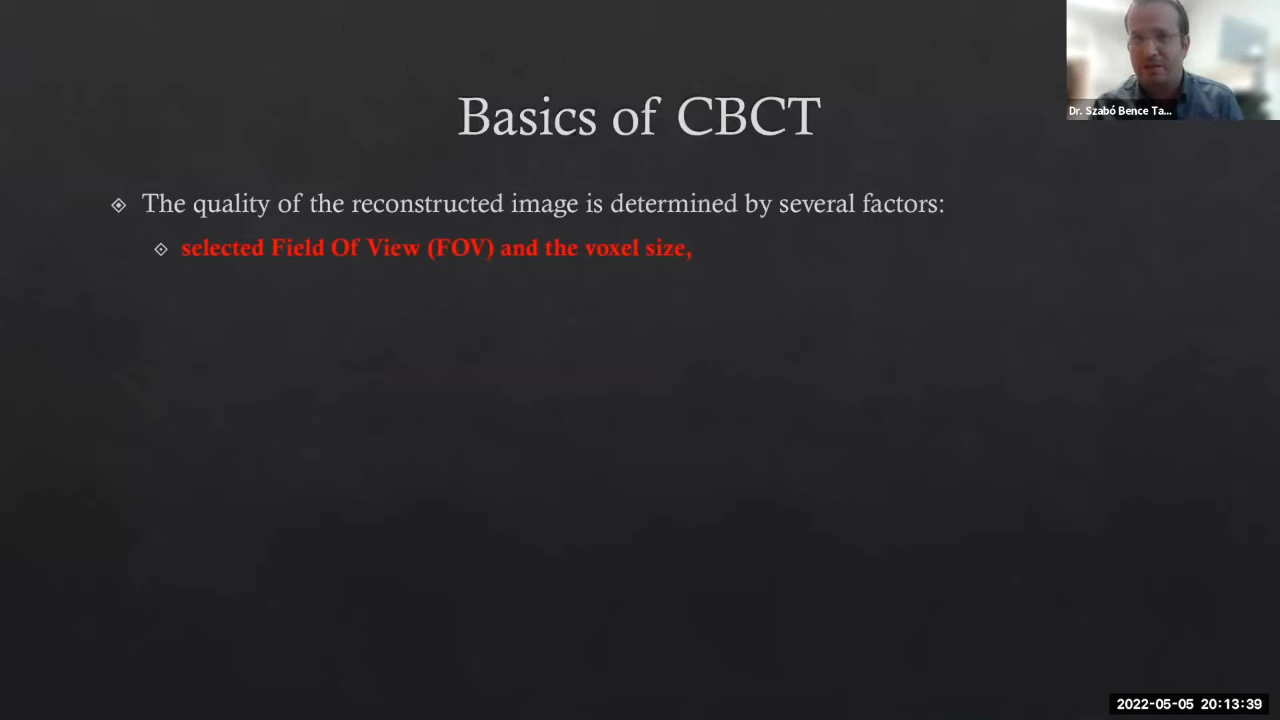 Basics of CBCT
Dr. Szabó Bence Ta...
The quality of the reconstructed image is determined by several factors:
selected Field Of View (FOV) and the voxel size,
2022-05-05 20:13:39